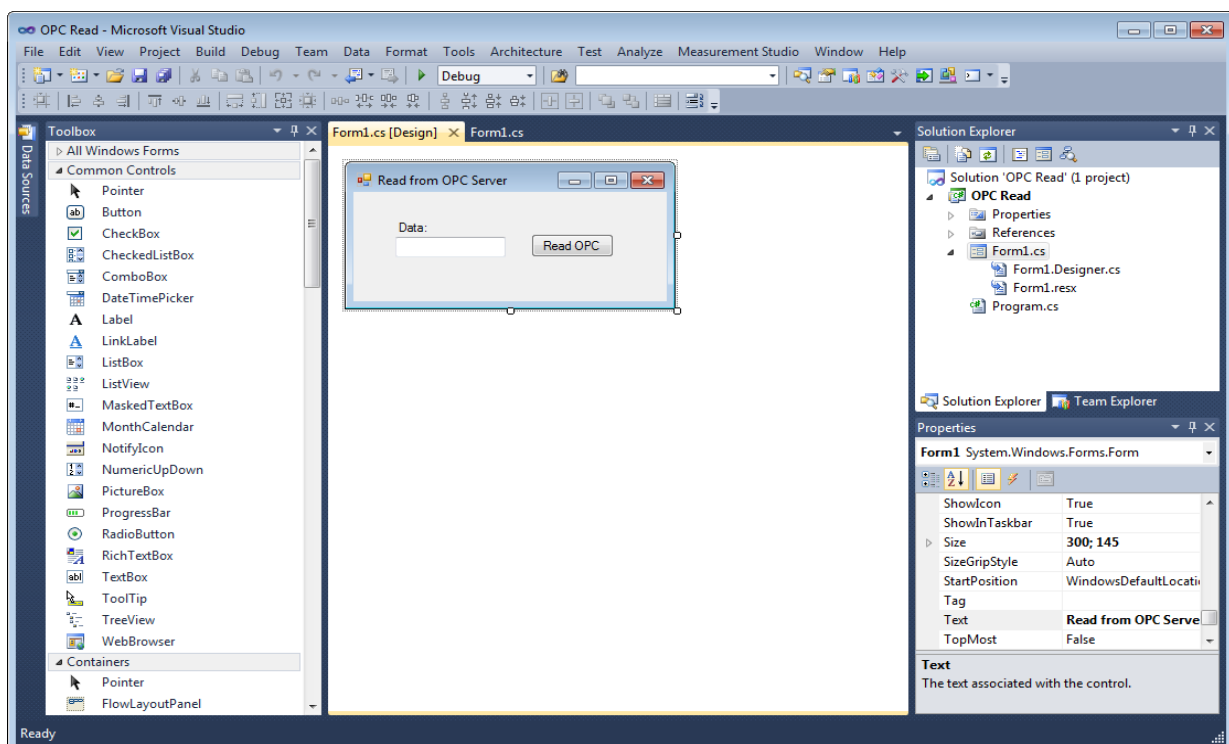 OPC Read - Microsoft Visual Studio
File Edit View Project Build Debug Team Data Format Tools Architecture Test Analyze Measurement Studio Window Help
Debug
Data Sources
Toolbox
All Windows Forms
Common Controls
Pointer
Button
CheckBox
CheckedListBox
ComboBox
DateTimePicker
Label
LinkLabel
ListBox
ListView
MaskedTextBox
MonthCalendar
NotifyIcon
NumericUpDown
PictureBox
ProgressBar
RadioButton
RichTextBox
TextBox
ToolTip
TreeView
WebBrowser
Containers
Pointer
FlowLayoutPanel
Form1.cs [Design] Form1.cs
Read from OPC Server
Data:
Read OPC
Solution Explorer
Solution 'OPC Read' (1 project)
OPC Read
Properties
References
Form1.cs
Form1.Designer.cs
Form1.resx
Program.cs
Solution Explorer Team Explorer
Properties
Form1 System.Windows.Forms.Form
ShowIcon True
ShowInTaskbar True
Size 300; 145
SizeGripStyle Auto
StartPosition WindowsDefaultLocati
Tag
Text Read from OPC Serve
TopMost False
Text
The text associated with the control.
Ready